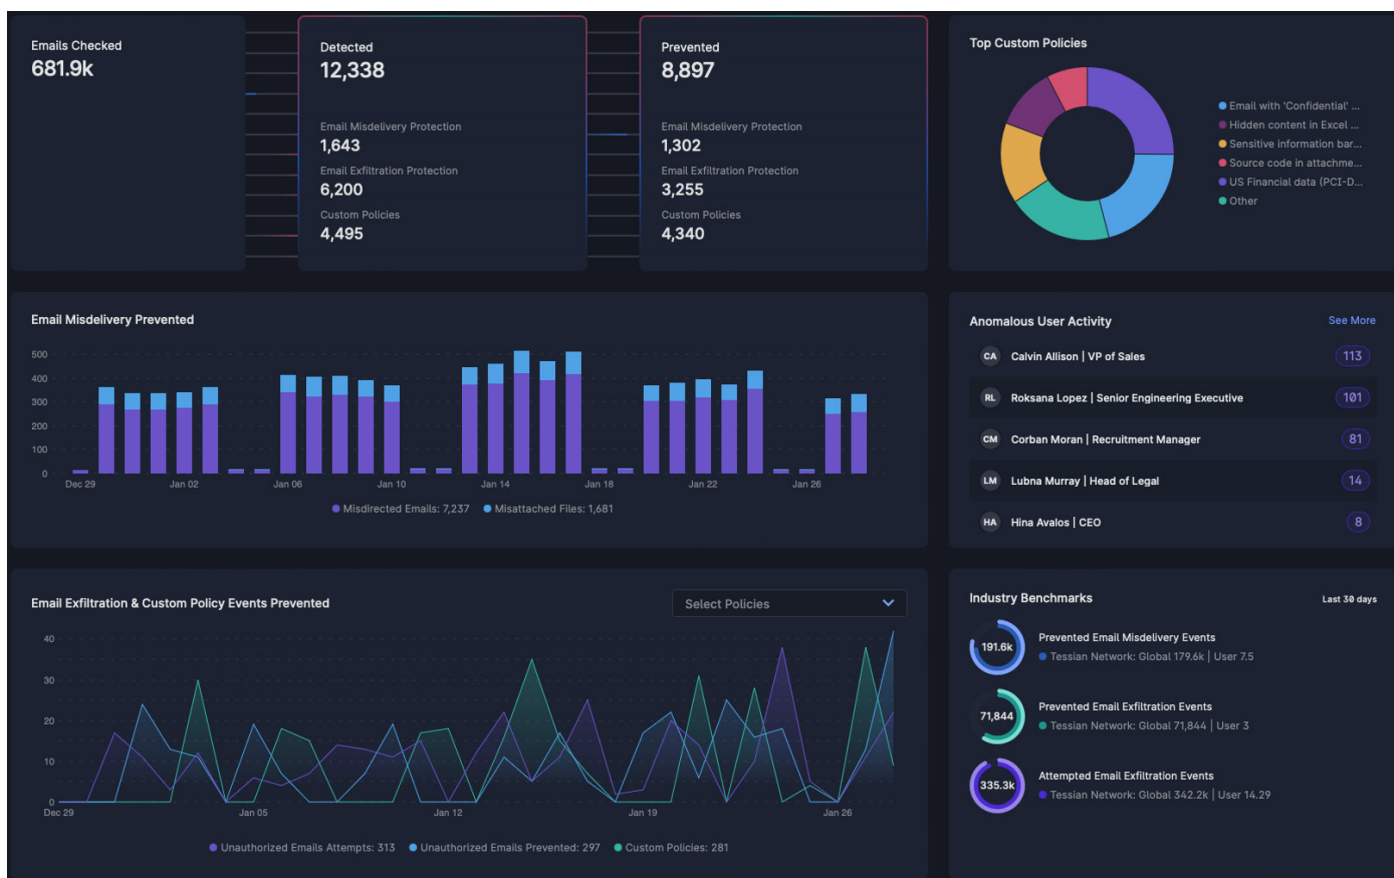 Emails Checked
681.9k
Detected
12,338
Email Misdelivery Protection
1,643
Email Exfiltration Protection
6,200
Custom Policies
4,495
Prevented
8,897
Email Misdelivery Protection
1,302
Email Exfiltration Protection
3,255
Custom Policies
4,340
Top Custom Policies
Email with 'Confidential' ...
Hidden content in Excel ...
Sensitive information bar...
Source code in attachme...
US Financial data (PCI-D...
Other
Email Misdelivery Prevented
500
400
300
200
100
0
Dec 29 Jan 02 Jan 06 Jan 10 Jan 14 Jan 18 Jan 22 Jan 26
Misdirected Emails: 7,237 Misattached Files: 1,681
Anomalous User Activity See More
CA Calvin Allison | VP of Sales 113
RL Roksana Lopez | Senior Engineering Executive 101
CM Corban Moran | Recruitment Manager 81
LM Lubna Murray | Head of Legal 14
HA Hina Avalos | CEO 8
Email Exfiltration & Custom Policy Events Prevented Select Policies
40
30
20
10
0
Dec 29 Jan 05 Jan 12 Jan 19 Jan 26
Unauthorized Emails Attempts: 313 Unauthorized Emails Prevented: 297 Custom Policies: 281
Industry Benchmarks Last 30 days
191.6k
Prevented Email Misdelivery Events
Tessian Network: Global 179.6k | User 7.5
71,844
Prevented Email Exfiltration Events
Tessian Network: Global 71,844 | User 3
335.3k
Attempted Email Exfiltration Events
Tessian Network: Global 342.2k | User 14.29